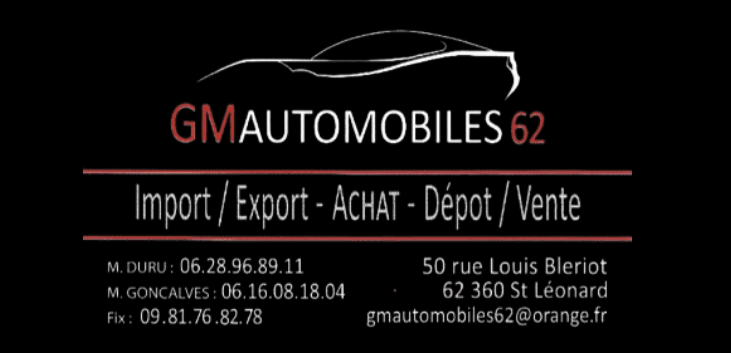 GMAUTOMOBILES 62
Import / Export - ACHAT - Dépot / Vente
M. DURU : 06.28.96.89.11
M. GONCALVES : 06.16.08.18.04
Fix : 09.81.76.82.78
50 rue Louis Bleriot
62 360 St Léonard
gmautomobiles62@orange.fr